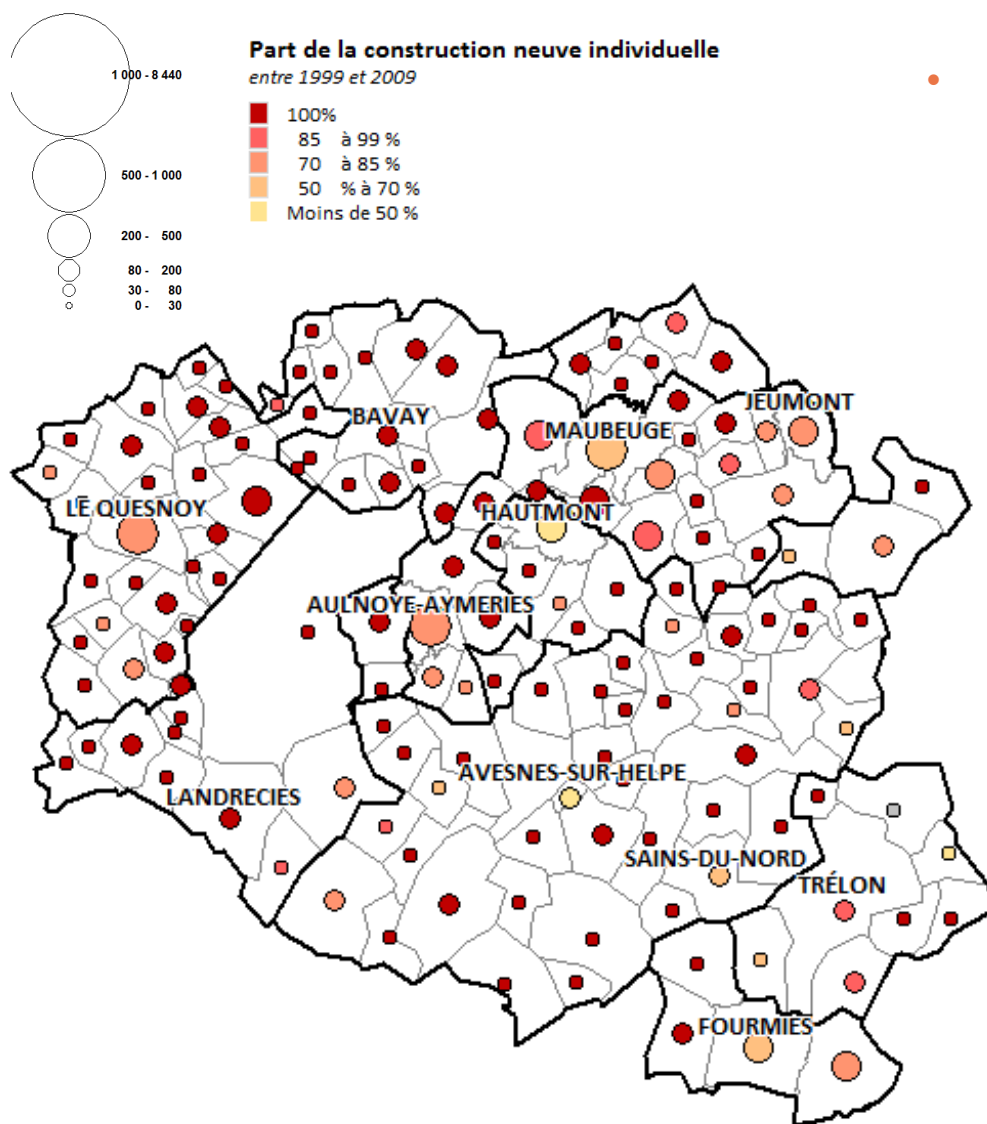 Part de la construction neuve individuelle
entre 1999 et 2009
1 000 - 8 440
500 - 1 000
200 - 500
80 - 200
30 - 80
0 - 30
100%
85 à 99 %
70 à 85 %
50 % à 70 %
Moins de 50 %
BAVAY
JEUMONT
MAUBEUGE
LE QUESNOY
HAUTMONT
AULNOYE-AYMERIES
AVESNES-SUR-HELPE
LANDRECIES
SAINS-DU-NORD
TRÉLON
FOURMIES